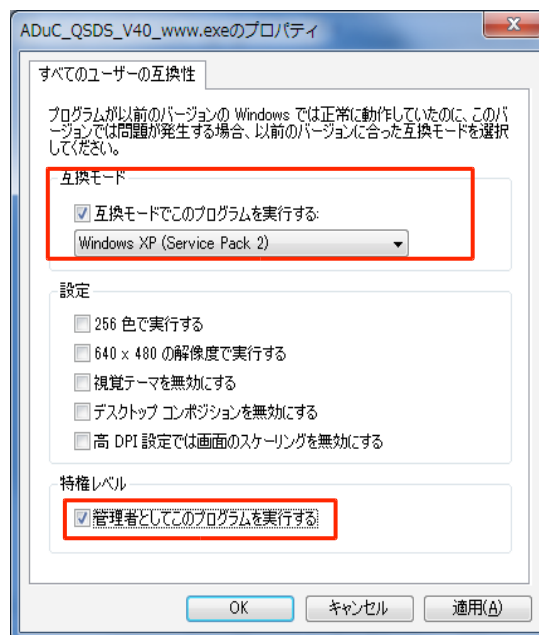 ADuC_QSDS_V40_www.exeのプロパティ
すべてのユーザーの互換性
プログラムが以前のバージョンの Windows では正常に動作していたのに、このバ
ージョンでは問題が発生する場合、以前のバージョンに合った互換モードを選択
してください。
互換モード
互換モードでこのプログラムを実行する:
Windows XP (Service Pack 2)
設定
256 色で実行する
640 x 480 の解像度で実行する
視覚テーマを無効にする
デスクトップ コンポジションを無効にする
高 DPI 設定では画面のスケーリングを無効にする
特権レベル
管理者としてこのプログラムを実行する
OK キャンセル 適用(A)